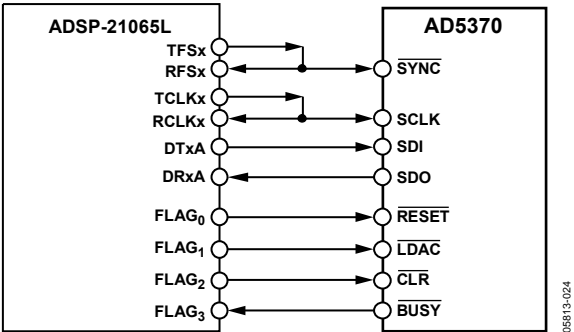 ADSP-21065L
AD5370
TFSx
RFSx
SYNC
TCLKx
RCLKx
SCLK
DTxA
SDI
DRxA
SDO
FLAG₀
RESET
FLAG₁
LDAC
FLAG₂
CLR
FLAG₃
BUSY
05813-024